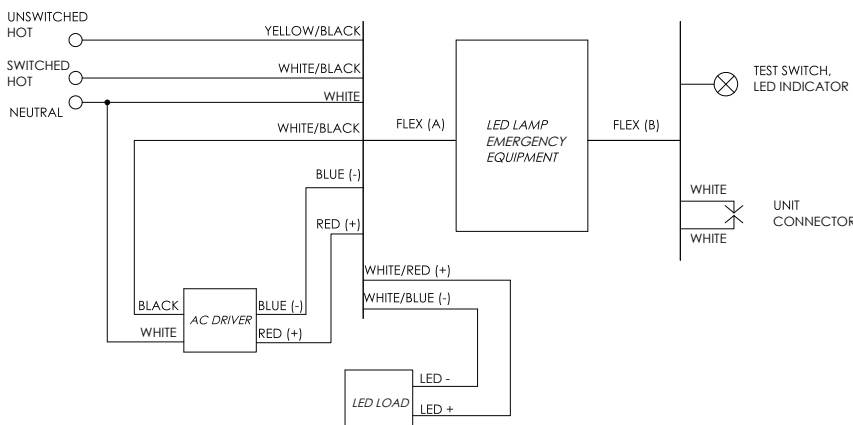 UNSWITCHED
HOT
YELLOW/BLACK
SWITCHED
HOT
WHITE/BLACK
NEUTRAL
WHITE
WHITE/BLACK
BLUE (-)
RED (+)
FLEX (A)
LED LAMP
EMERGENCY
EQUIPMENT
FLEX (B)
TEST SWITCH,
LED INDICATOR
WHITE
UNIT
CONNECTOR
WHITE
WHITE/RED (+)
WHITE/BLUE (-)
BLACK
AC DRIVER
BLUE (-)
WHITE
RED (+)
LED -
LED LOAD
LED +